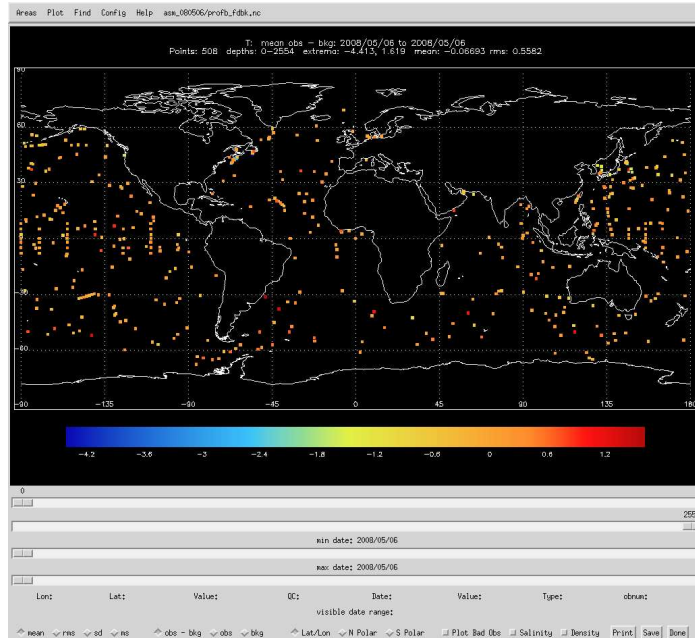 Areas Plot Find Config Help asm_080506/profb_fdbk.nc
T: mean obs - bkg: 2008/05/06 to 2008/05/06
Points: 508 depths: 0-2554 extrema: -4.413, 1.619 mean: -0.06693 rms: 0.5582
90
60
30
0
-30
-60
-90 -135 -90 -45 0 45 90 135 180
-4.2 -3.6 -3 -2.4 -1.8 -1.2 -0.6 0 0.6 1.2
0
255
min date: 2008/05/06
max date: 2008/05/06
Lon: Lat: Value: QC: Date: Value: Type: obnum:
visible date range:
mean rms sd ms obs - bkg obs bkg Lat/Lon N Polar S Polar Plot Bad Obs Salinity Density Print Save Done